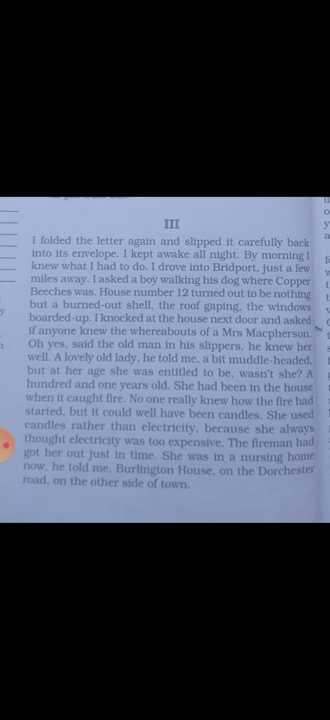 III
I folded the letter again and slipped it carefully back
into its envelope. I kept awake all night. By morning I
knew what I had to do. I drove into Bridport, just a few
miles away. I asked a boy walking his dog where Copper
Beeches was. House number 12 turned out to be nothing
but a burned-out shell, the roof gaping, the windows
boarded-up. I knocked at the house next door and asked
if anyone knew the whereabouts of a Mrs Macpherson.
Oh yes, said the old man in his slippers, he knew her
well. A lovely old lady, he told me, a bit muddle-headed,
but at her age she was entitled to be, wasn't she? A
hundred and one years old. She had been in the house
when it caught fire. No one really knew how the fire had
started, but it could well have been candles. She used
candles rather than electricity, because she always
thought electricity was too expensive. The fireman had
got her out just in time. She was in a nursing home
now, he told me, Burlington House, on the Dorchester
road, on the other side of town.